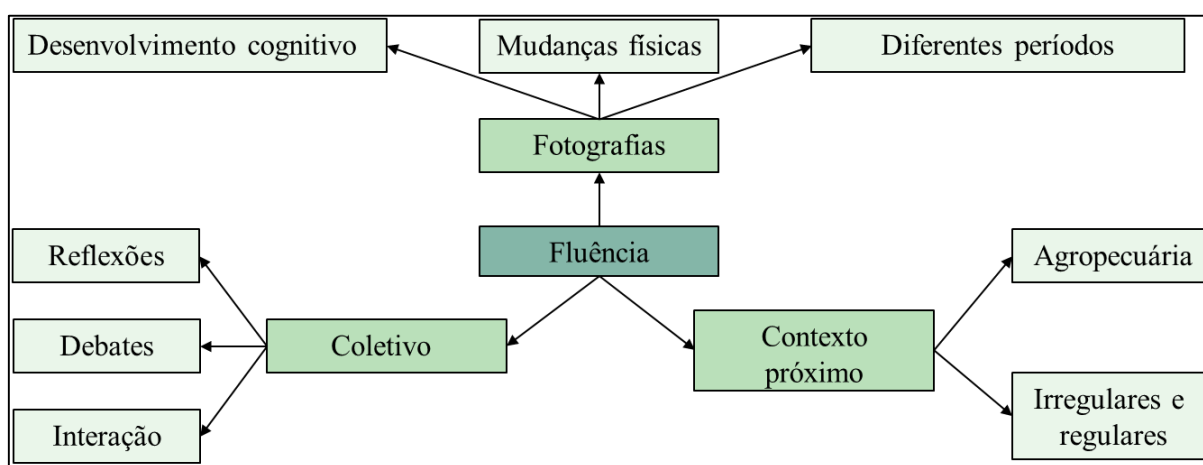 Desenvolvimento cognitivo
Mudanças físicas
Diferentes períodos
Fotografias
Fluência
Reflexões
Debates
Interação
Coletivo
Contexto
próximo
Agropecuária
Irregulares e
regulares